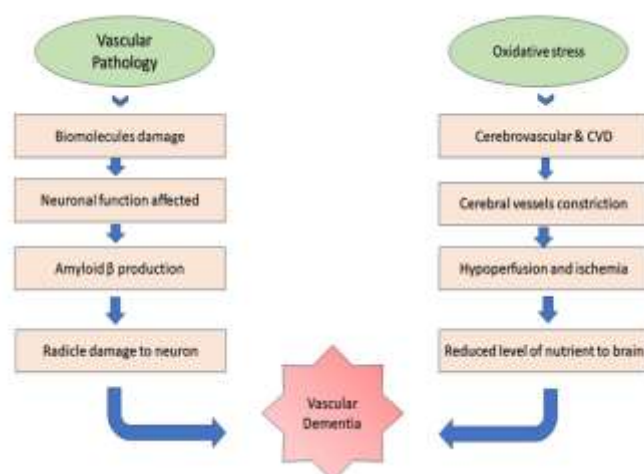 Vascular
Pathology
Biomolecules damage
Neuronal function affected
Amyloid β production
Radicle damage to neuron
Oxidative stress
Cerebrovascular & CVD
Cerebral vessels constriction
Hypoperfusion and ischemia
Reduced level of nutrient to brain
Vascular
Dementia